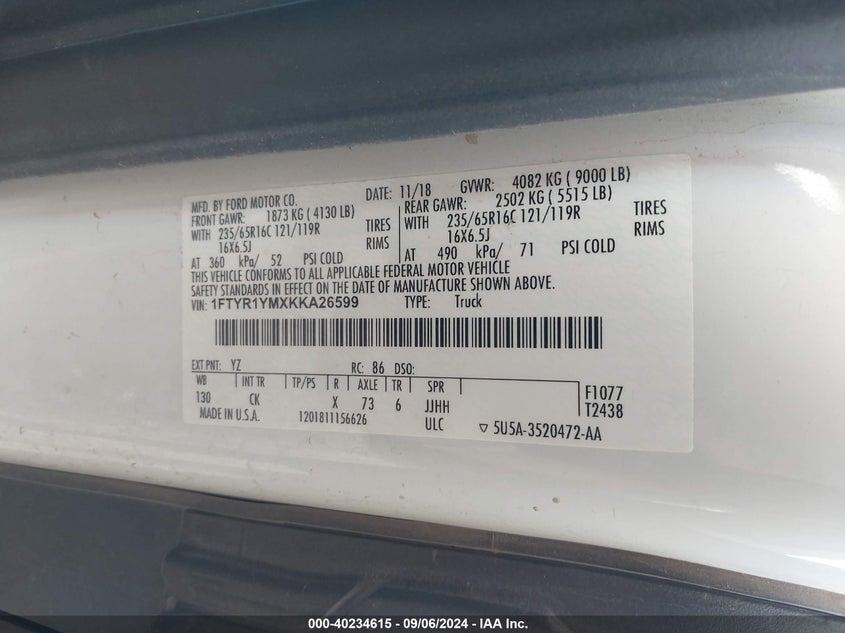 MFD. BY FORD MOTOR CO. DATE: 11/18 GVWR: 4082 KG ( 9000 LB)
FRONT GAWR: 1873 KG ( 4130 LB) REAR GAWR: 2502 KG ( 5515 LB)
WITH 235/65R16C 121/119R TIRES WITH 235/65R16C 121/119R TIRES
16X6.5J RIMS 16X6.5J RIMS
AT 360 kPa/ 52 PSI COLD AT 490 kPa/ 71 PSI COLD
THIS VEHICLE CONFORMS TO ALL APPLICABLE FEDERAL MOTOR VEHICLE
SAFETY STANDARDS IN EFFECT ON THE DATE OF MANUFACTURE SHOWN ABOVE.
VIN: 1FTYR1YMXKKA26599 TYPE: Truck
EXT PNT: YZ RC: 86 DSO:
WB INT TR TP/PS R AXLE TR SPR F1077
130 CK X 73 6 JJHH T2438
MADE IN U.S.A. 1201811156626 ULC ▽ 5U5A-3520472-AA
000-40234615 - 09/06/2024 - IAA Inc.